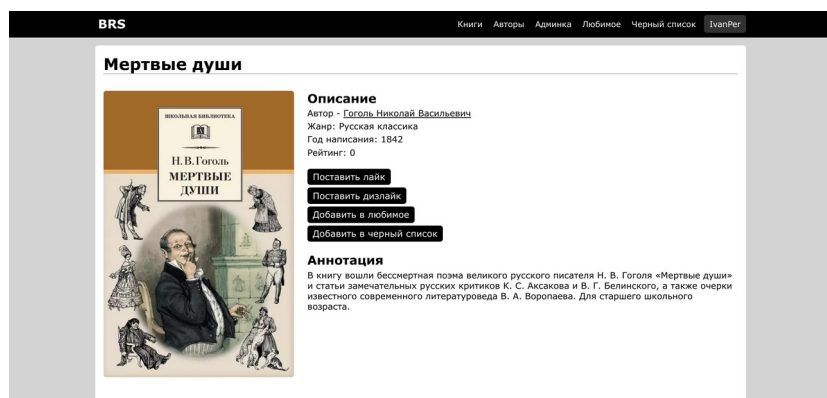 BRS
Книги Авторы Админка Любимое Черный список IvanPer
Мертвые души
ШКОЛЬНАЯ БИБЛИОТЕКА
Н. В. Гоголь
МЕРТВЫЕ
ДУШИ
Описание
Автор - Гоголь Николай Васильевич
Жанр: Русская классика
Год написания: 1842
Рейтинг: 0
Поставить лайк
Поставить дизлайк
Добавить в любимое
Добавить в черный список
Аннотация
В книгу вошли бессмертная поэма великого русского писателя Н. В. Гоголя «Мертвые души»
и статьи замечательных русских критиков К. С. Аксакова и В. Г. Белинского, а также очерки
известного современного литературоведа В. А. Воропаева. Для старшего школьного
возраста.